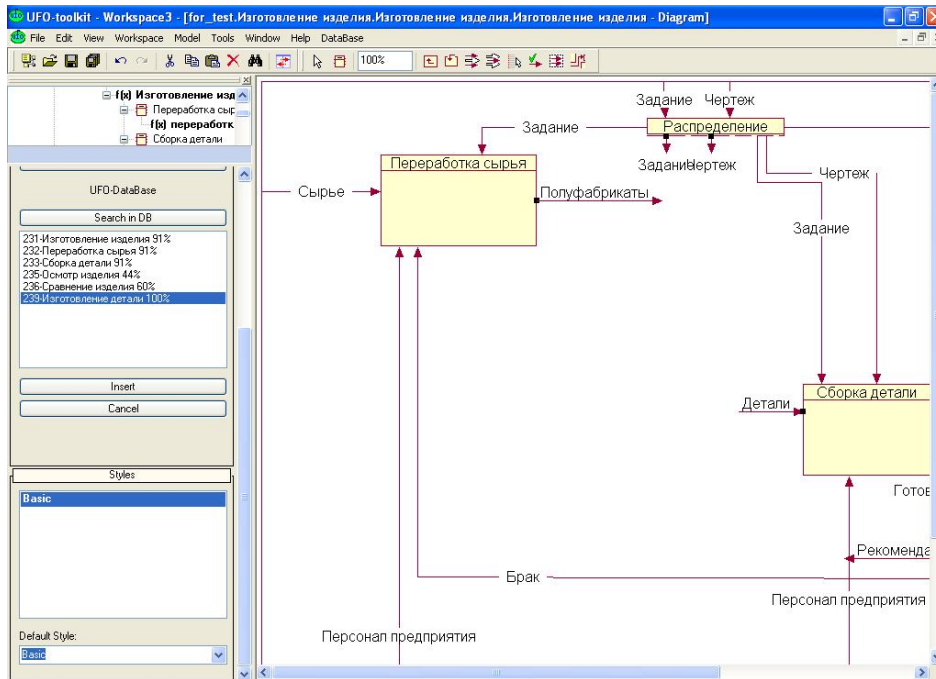 UFO-toolkit - Workspace3 - [for_test.Изготовление изделия.Изготовление изделия.Изготовление изделия - Diagram]
File Edit View Workspace Model Tools Window Help DataBase
100%
f(x) Изготовление изд
Переработка сыр
f(x) переработк
Сборка детали
UFO-DataBase
Search in DB
231-Изготовление изделия 91%
232-Переработка сырья 91%
233-Сборка детали 91%
235-Осмотр изделия 44%
236-Сравнение изделия 60%
239-Изготовление детали 100%
Insert
Cancel
Styles
Basic
Default Style:
Basic
Задание Чертеж
Задание
Распределение
Переработка сырья
Задание
Чертеж
Чертеж
Сырье
Полуфабрикаты
Задание
Сборка детали
Детали
Готов
Рекоменда
Брак
Персонал предприятия
Персонал предприятия